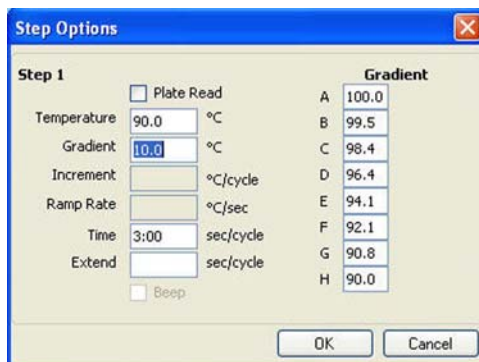 Step Options
Step 1
Plate Read
Temperature 90.0 °C
Gradient 10.0 °C
Increment °C/cycle
Ramp Rate °C/sec
Time 3:00 sec/cycle
Extend sec/cycle
Beep
Gradient
A 100.0
B 99.5
C 98.4
D 96.4
E 94.1
F 92.1
G 90.8
H 90.0
OK Cancel